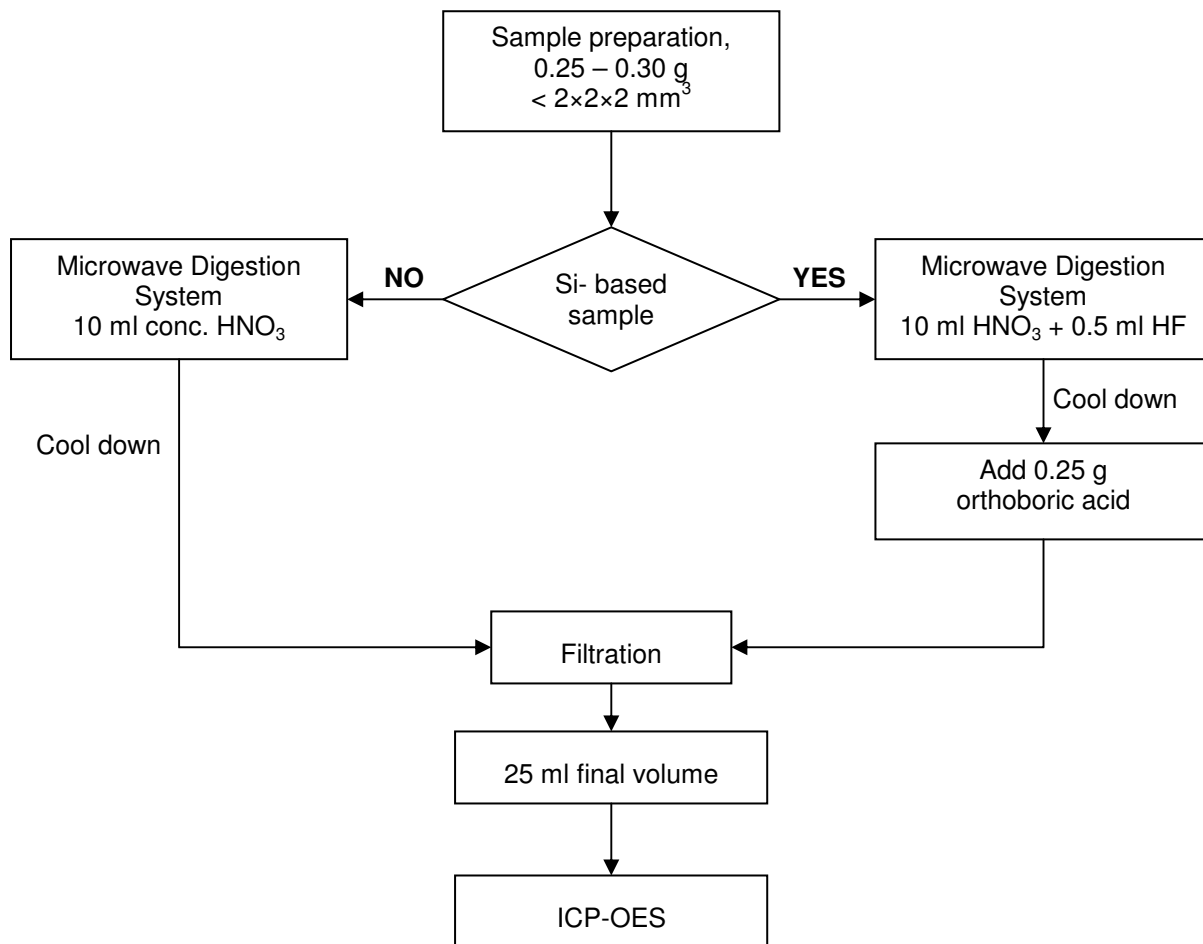 Sample preparation,
0.25 – 0.30 g
< 2×2×2 mm³
Microwave Digestion
System
10 ml conc. HNO₃
NO
Si- based
sample
YES
Microwave Digestion
System
10 ml HNO₃ + 0.5 ml HF
Cool down
Cool down
Add 0.25 g
orthoboric acid
Filtration
25 ml final volume
ICP-OES